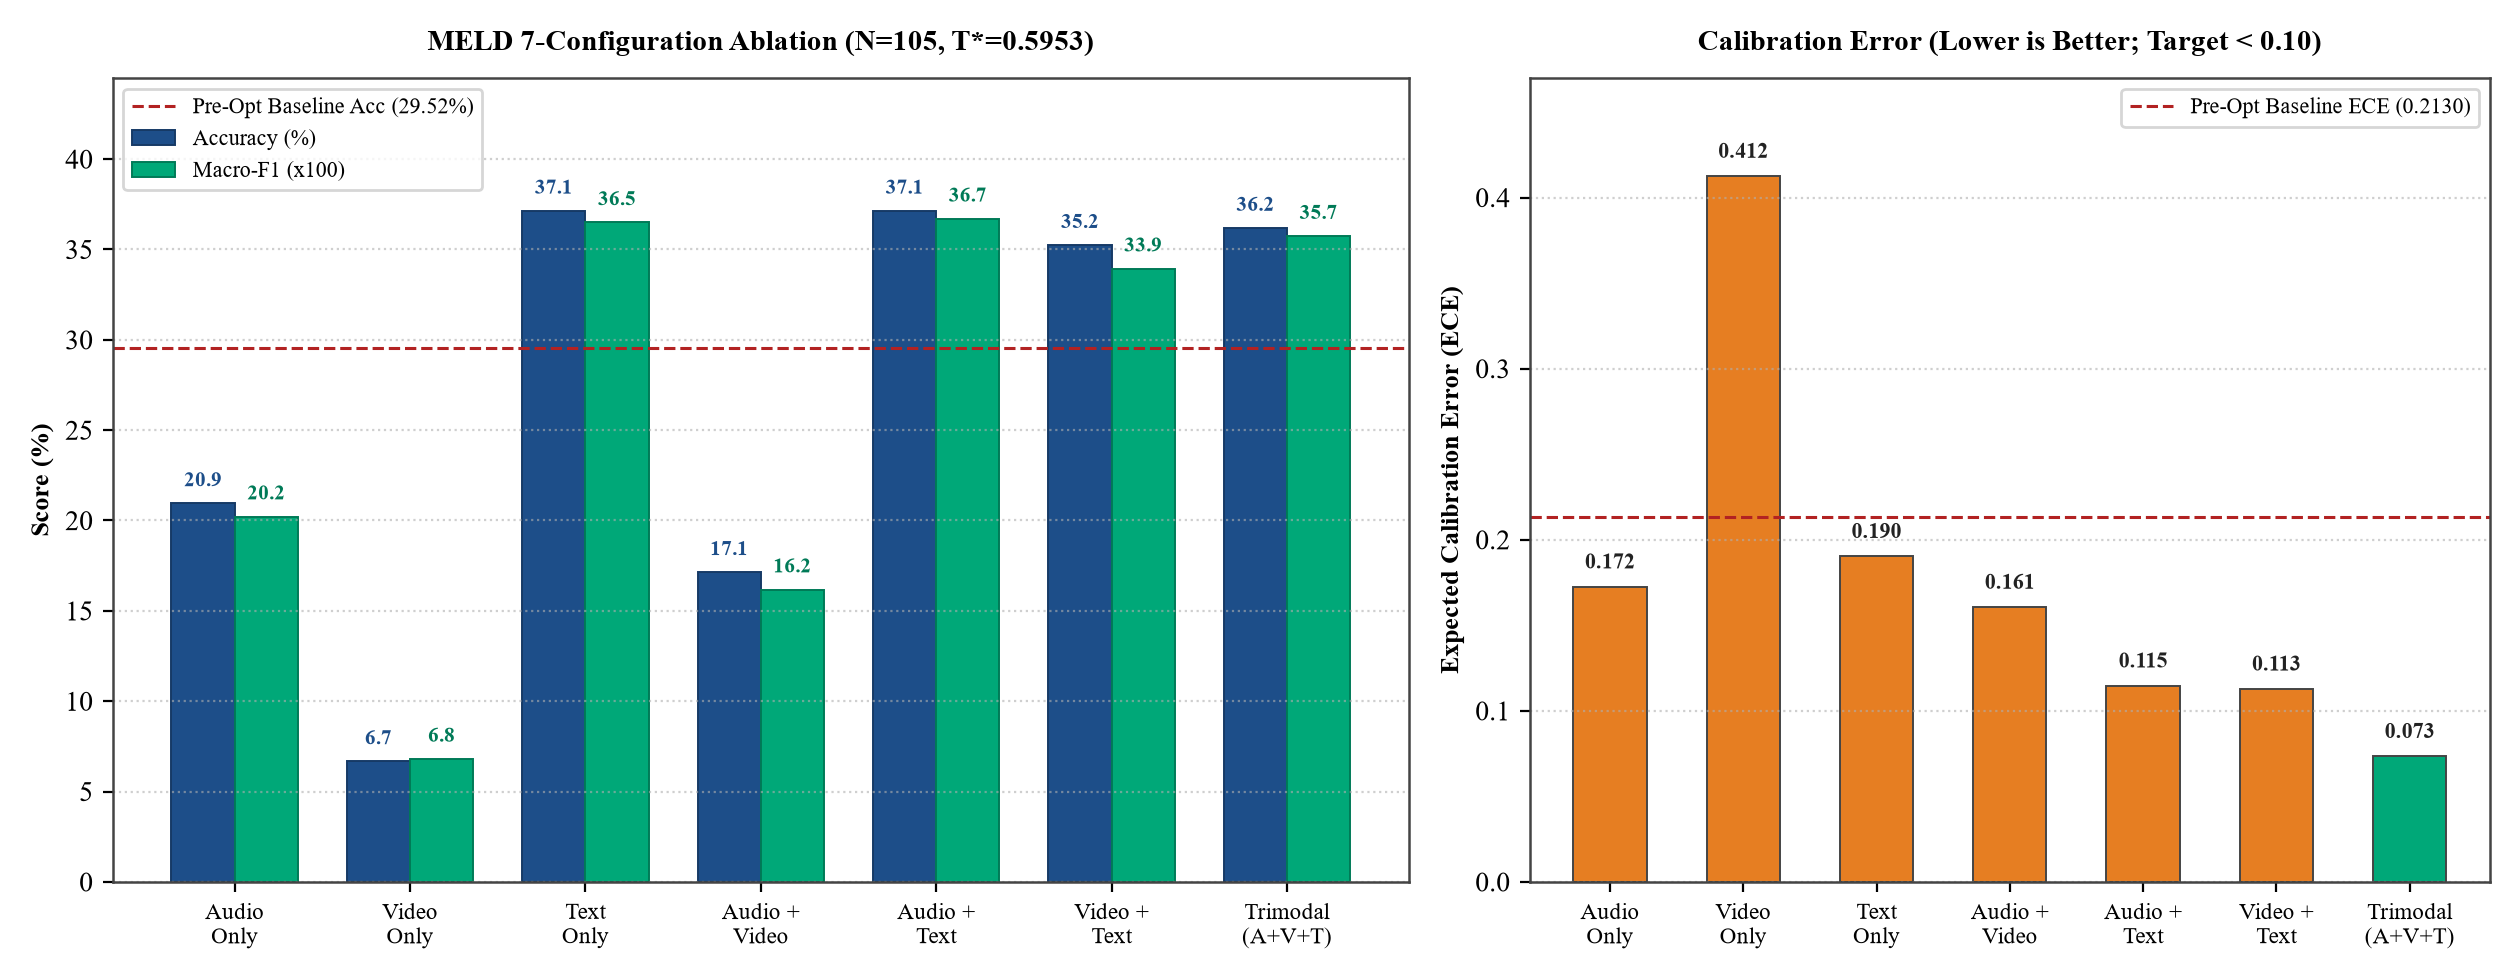 MELD 7-Configuration Ablation (N=105, T*=0.5953)
Pre-Opt Baseline Acc (29.52%)
Accuracy (%)
Macro-F1 (x100)
Score (%)
40
35
30
25
20
15
10
5
0
20.9
20.2
6.7
6.8
37.1
36.5
17.1
16.2
37.1
36.7
35.2
33.9
36.2
35.7
Audio
Only
Video
Only
Text
Only
Audio +
Video
Audio +
Text
Video +
Text
Trimodal
(A+V+T)
Calibration Error (Lower is Better; Target < 0.10)
Pre-Opt Baseline ECE (0.2130)
Expected Calibration Error (ECE)
0.4
0.3
0.2
0.1
0.0
0.172
0.412
0.190
0.161
0.115
0.113
0.073
Audio
Only
Video
Only
Text
Only
Audio +
Video
Audio +
Text
Video +
Text
Trimodal
(A+V+T)